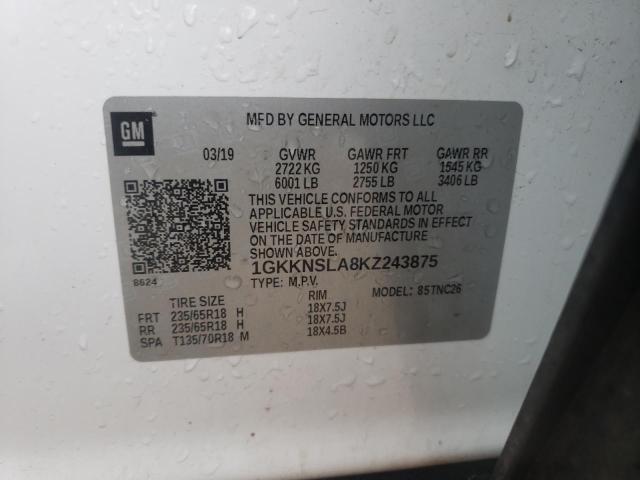 GM
MFD BY GENERAL MOTORS LLC
03/19 GVWR GAWR FRT GAWR RR
2722 KG 1250 KG 1545 KG
6001 LB 2755 LB 3406 LB
THIS VEHICLE CONFORMS TO ALL
APPLICABLE U.S. FEDERAL MOTOR
VEHICLE SAFETY STANDARDS IN EFFECT
ON THE DATE OF MANUFACTURE
SHOWN ABOVE.
1GKKNSLA8KZ243875
8624 TYPE: M.P.V. MODEL: 85TNC26
TIRE SIZE RIM
FRT 235/65R18 H 18X7.5J
RR 235/65R18 H 18X7.5J
SPA T135/70R18 M 18X4.5B